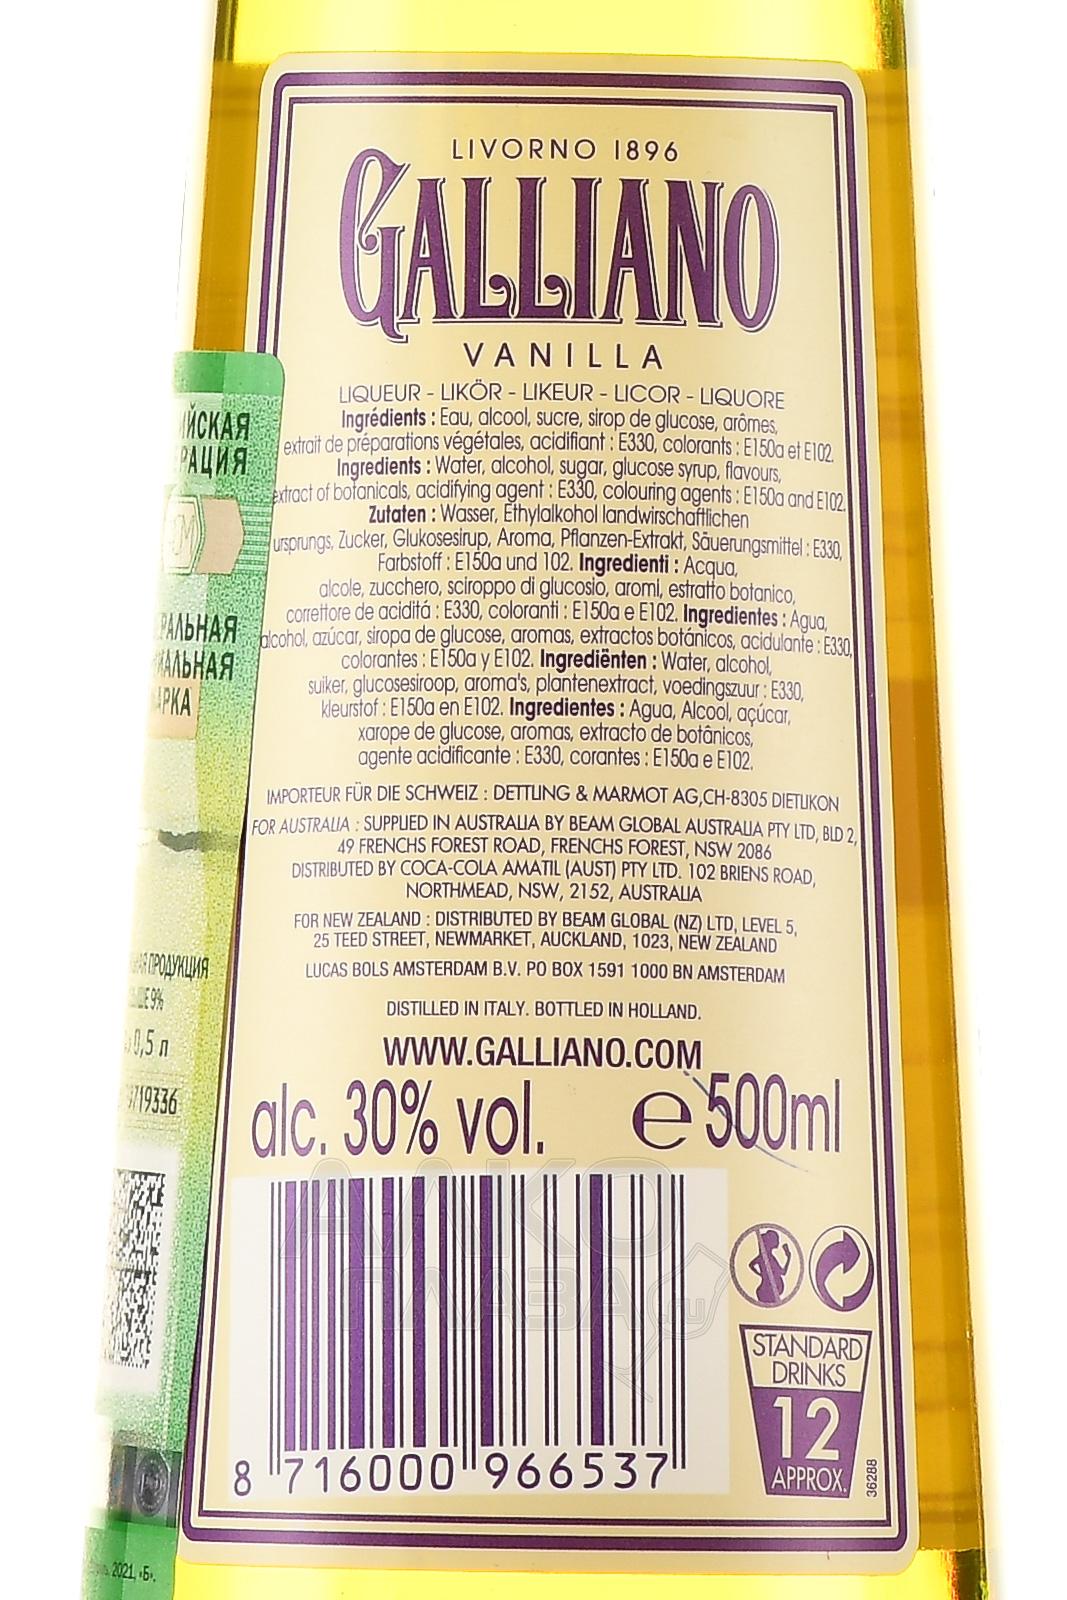 LIVORNO 1896
GALLIANO
VANILLA
LIQUEUR - LIKÖR - LIKEUR - LICOR - LIQUORE
Ingrédients : Eau, alcool, sucre, sirop de glucose, arômes,
extrait de préparations végétales, acidifiant : E330, colorants : E150a et E102.
Ingredients : Water, alcohol, sugar, glucose syrup, flavours,
extract of botanicals, acidifying agent : E330, colouring agents : E150a and E102.
Zutaten : Wasser, Ethylalkohol landwirschaftlichen
ursprungs, Zucker, Glukosesirup, Aroma, Pflanzen-Extrakt, Säuerungsmittel : E330,
Farbstoff : E150a und 102. Ingredienti : Acqua,
alcole, zucchero, sciroppo di glucosio, aromi, estratto botanico,
correttore de aciditá : E330, coloranti : E150a e E102. Ingredientes : Agua,
alcohol, azúcar, siropa de glucose, aromas, extractos botánicos, acidulante : E330,
colorantes : E150a y E102. Ingrediënten : Water, alcohol,
suiker, glucosesiroop, aroma's, plantenextract, voedingszuur : E330,
kleurstof : E150a en E102. Ingredientes : Agua, Alcool, açúcar,
xarope de glucose, aromas, extracto de botânicos,
agente acidificante : E330, corantes : E150a e E102.
IMPORTEUR FÜR DIE SCHWEIZ : DETTLING & MARMOT AG,CH-8305 DIETLIKON
FOR AUSTRALIA : SUPPLIED IN AUSTRALIA BY BEAM GLOBAL AUSTRALIA PTY LTD, BLD 2,
49 FRENCHS FOREST ROAD, FRENCHS FOREST, NSW 2086
DISTRIBUTED BY COCA-COLA AMATIL (AUST) PTY LTD. 102 BRIENS ROAD,
NORTHMEAD, NSW, 2152, AUSTRALIA
FOR NEW ZEALAND : DISTRIBUTED BY BEAM GLOBAL (NZ) LTD, LEVEL 5,
25 TEED STREET, NEWMARKET, AUCKLAND, 1023, NEW ZEALAND
LUCAS BOLS AMSTERDAM B.V. PO BOX 1591 1000 BN AMSTERDAM
DISTILLED IN ITALY. BOTTLED IN HOLLAND.
WWW.GALLIANO.COM
alc. 30% vol. e 500ml
8 716000 966537
STANDARD
DRINKS
12
APPROX.
36288
ПРОДУКЦИЯ
9%
0,5 л
719336
2021, «Б».
АЛКО
ПЛАЗА
.ru